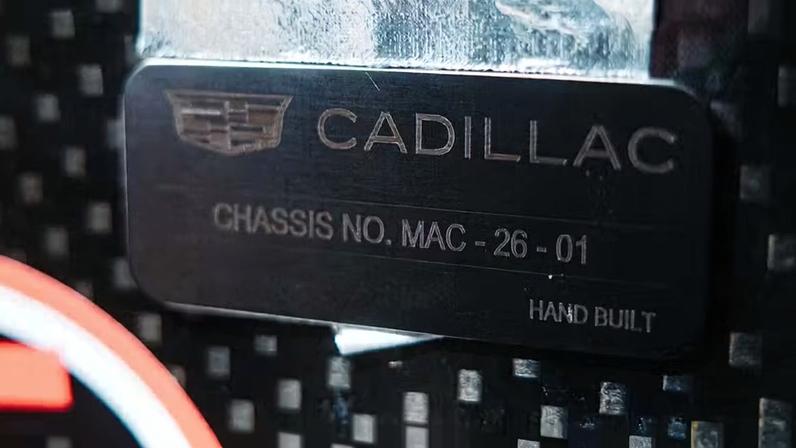 CADILLAC
CHASSIS NO. MAC - 26 - 01
HAND BUILT